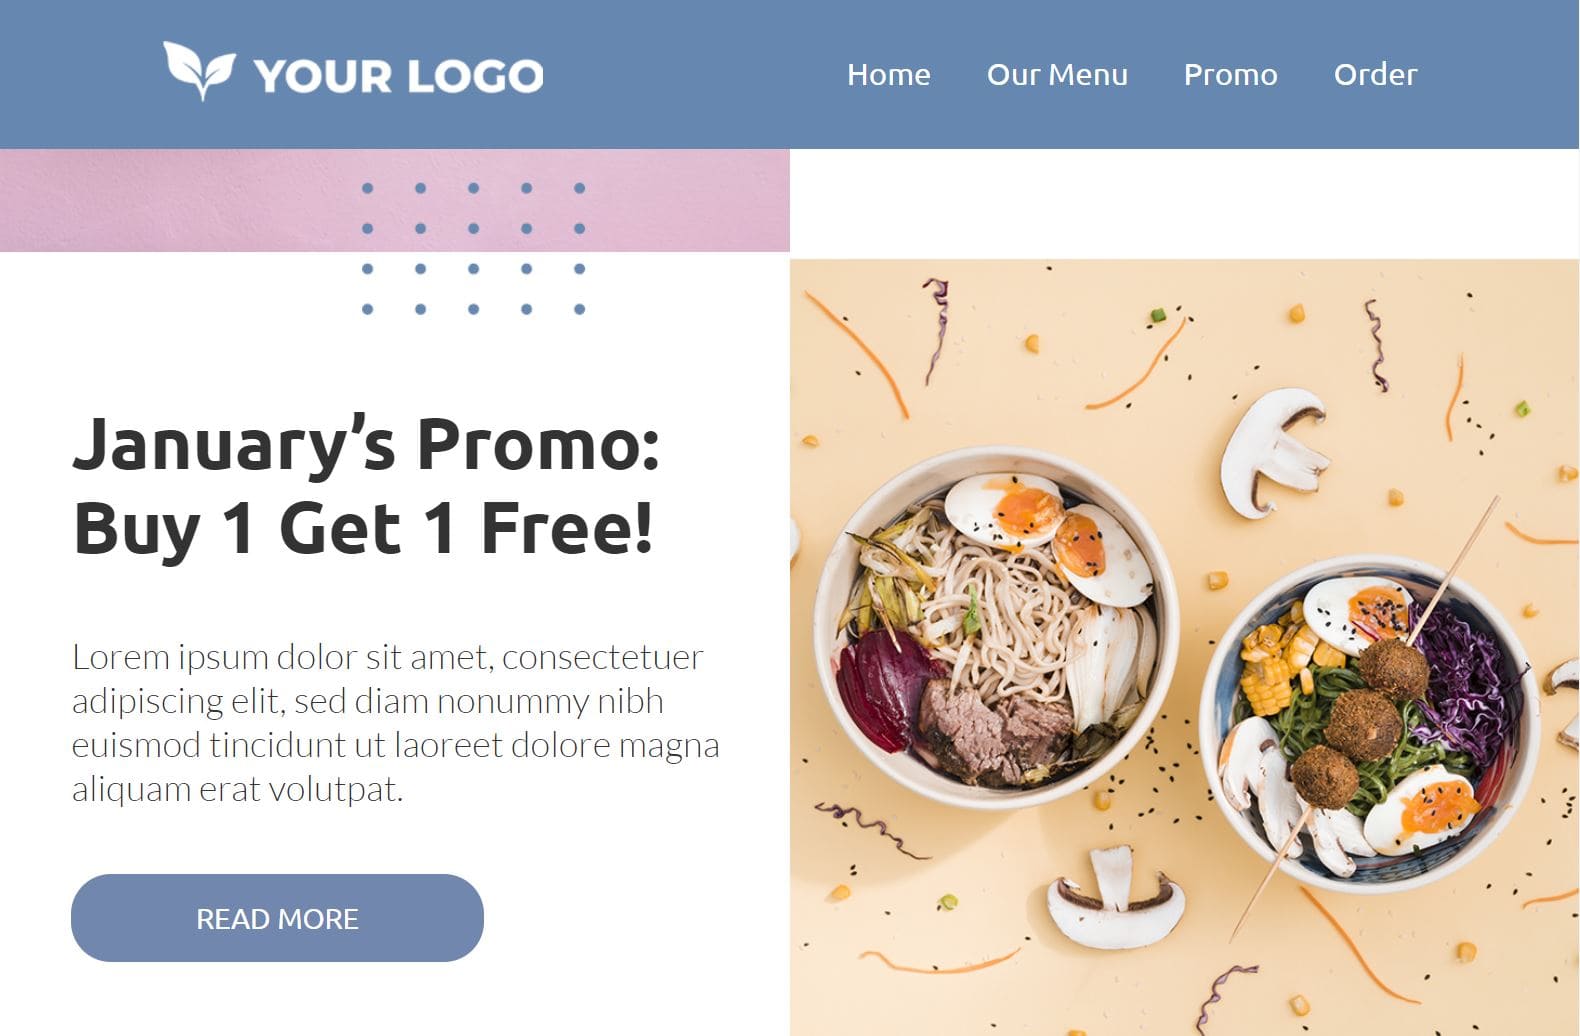 YOUR LOGO
Home
Our Menu
Promo
Order
January’s Promo:
Buy 1 Get 1 Free!
Lorem ipsum dolor sit amet, consectetuer
adipiscing elit, sed diam nonummy nibh
euismod tincidunt ut laoreet dolore magna
aliquam erat volutpat.
READ MORE